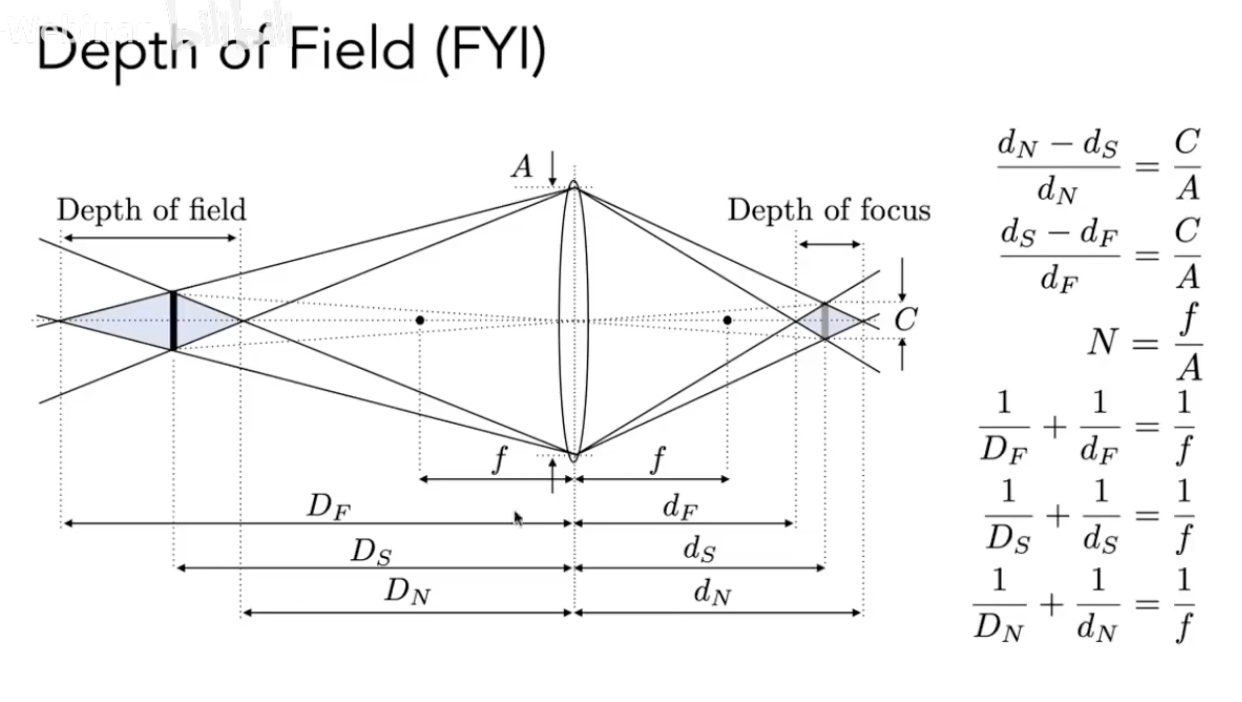 Depth of Field (FYI)
A
Depth of field
Depth of focus
C
f f
D_F d_F
D_S d_S
D_N d_N
\frac{d_N - d_S}{d_N} = \frac{C}{A}
\frac{d_S - d_F}{d_F} = \frac{C}{A}
N = \frac{f}{A}
\frac{1}{D_F} + \frac{1}{d_F} = \frac{1}{f}
\frac{1}{D_S} + \frac{1}{d_S} = \frac{1}{f}
\frac{1}{D_N} + \frac{1}{d_N} = \frac{1}{f}